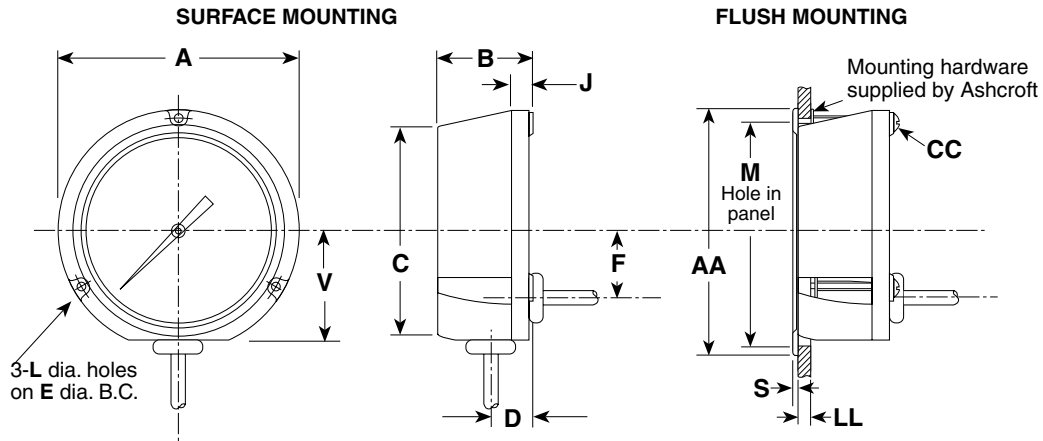 SURFACE MOUNTING
FLUSH MOUNTING
A
B
J
Mounting hardware
supplied by Ashcroft
CC
M
Hole in
panel
V
C
F
AA
3-L dia. holes
on E dia. B.C.
D
S
LL